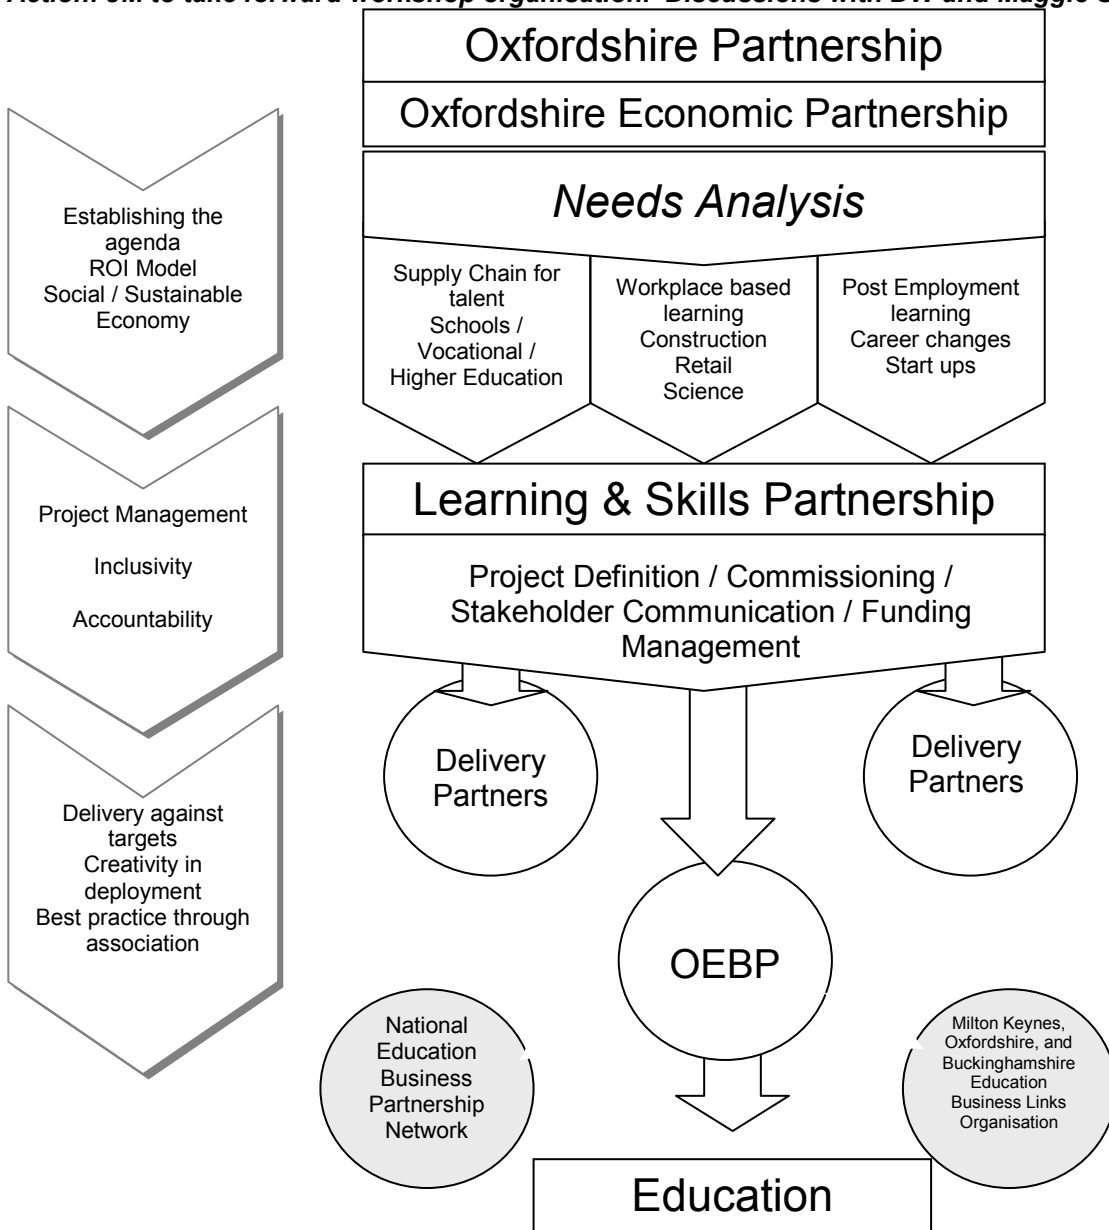 Oxfordshire Partnership
Oxfordshire Economic Partnership
Needs Analysis
Establishing the
agenda
ROI Model
Social / Sustainable
Economy
Supply Chain for
talent
Schools /
Vocational /
Higher Education
Workplace based
learning
Construction
Retail
Science
Post Employment
learning
Career changes
Start ups
Learning & Skills Partnership
Project Management
Inclusivity
Accountability
Project Definition / Commissioning /
Stakeholder Communication / Funding
Management
Delivery
Partners
Delivery
Partners
Delivery against
targets
Creativity in
deployment
Best practice through
association
OEBP
National
Education
Business
Partnership
Network
Milton Keynes,
Oxfordshire, and
Buckinghamshire
Education
Business Links
Organisation
Education